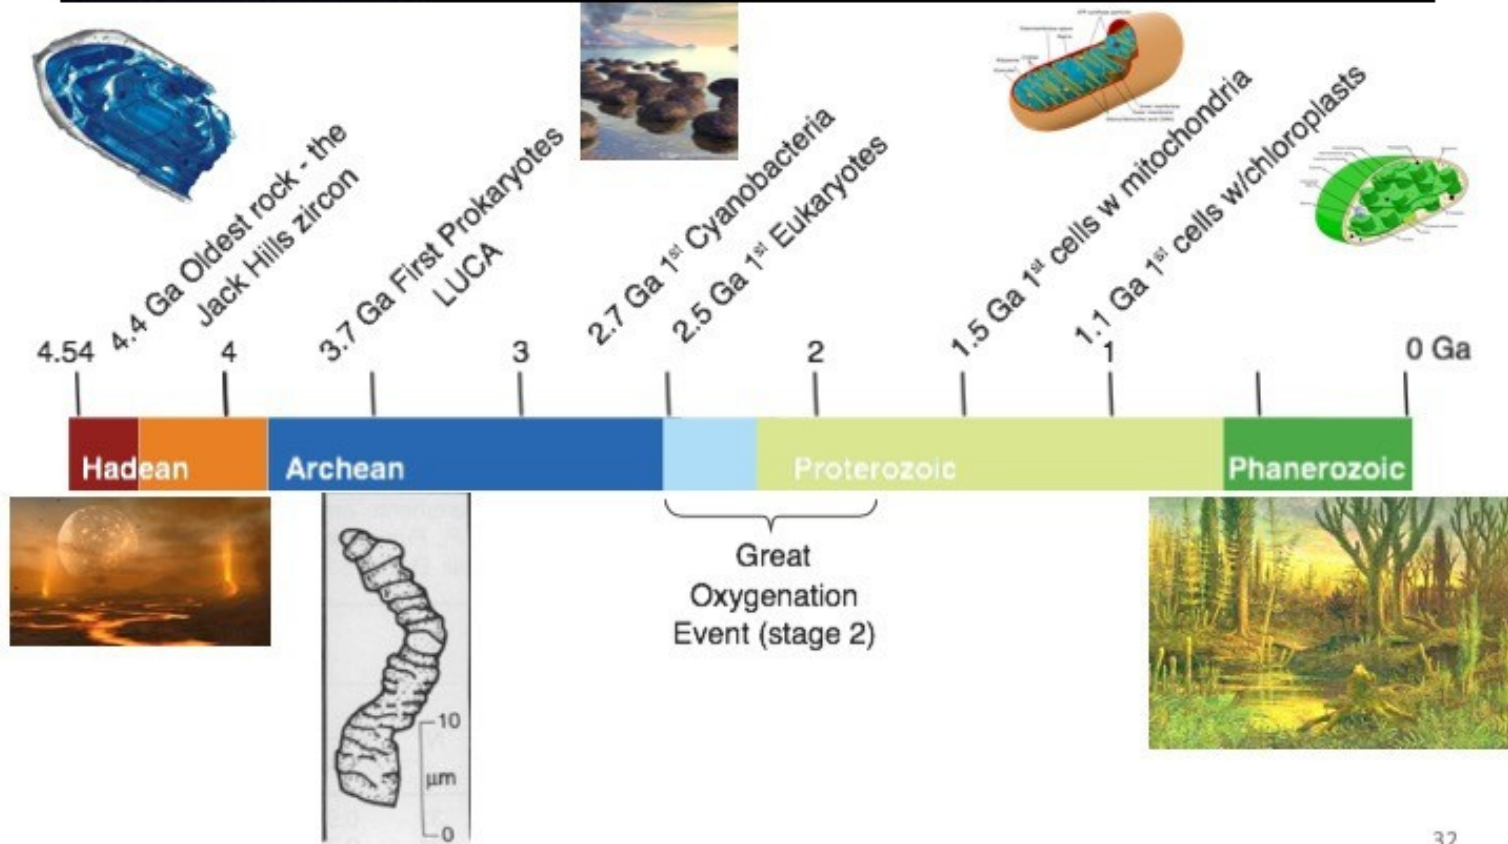 4.4 Ga Oldest rock - the
Jack Hills zircon
3.7 Ga First Prokaryotes
LUCA
2.7 Ga 1st Cyanobacteria
2.5 Ga 1st Eukaryotes
1.5 Ga 1st cells w mitochondria
1.1 Ga 1st cells w/chloroplasts
4.54
4
3
2
1
0 Ga
Hadean
Archean
Proterozoic
Phanerozoic
Great
Oxygenation
Event (stage 2)
10
μm
0
32